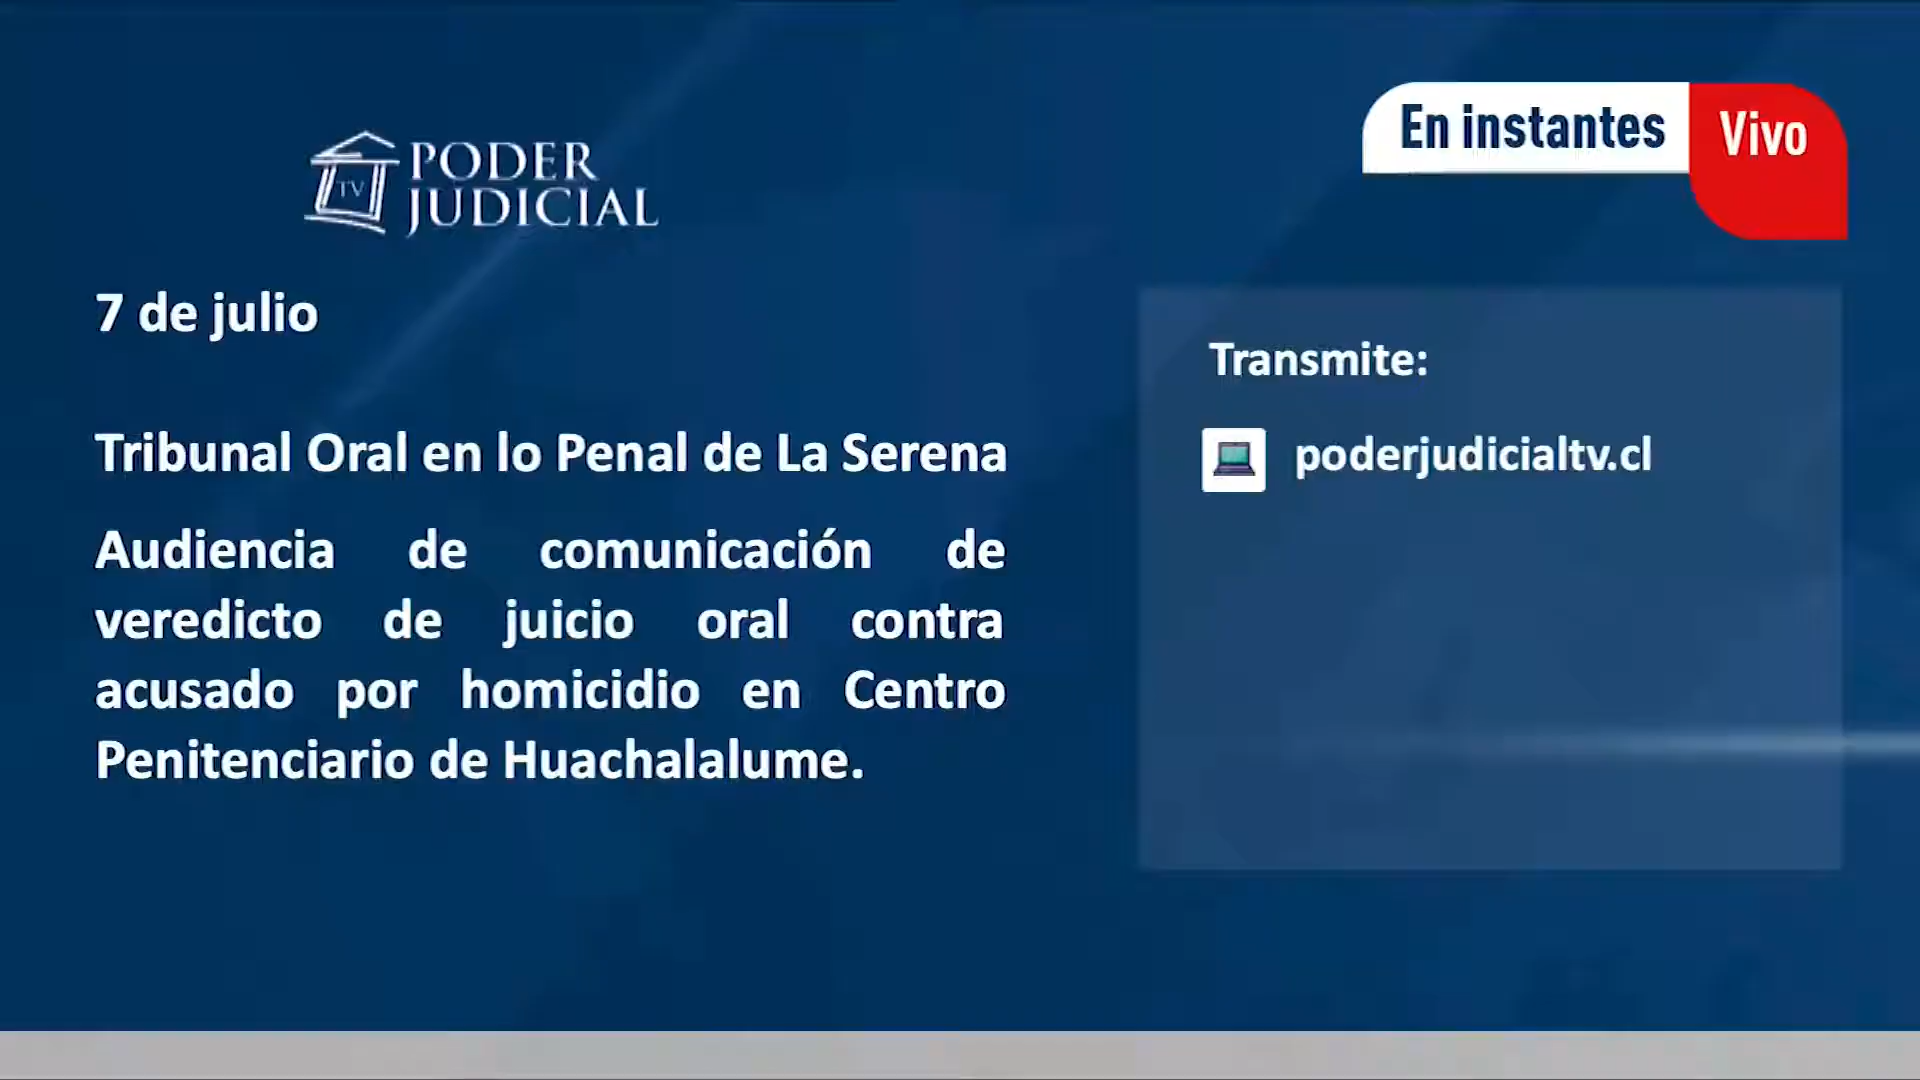 TV
PODER
JUDICIAL
En instantes
Vivo
7 de julio
Tribunal Oral en lo Penal de La Serena
Audiencia de comunicación de
veredicto de juicio oral contra
acusado por homicidio en Centro
Penitenciario de Huachalalume.
Transmite:
poderjudicialtv.cl